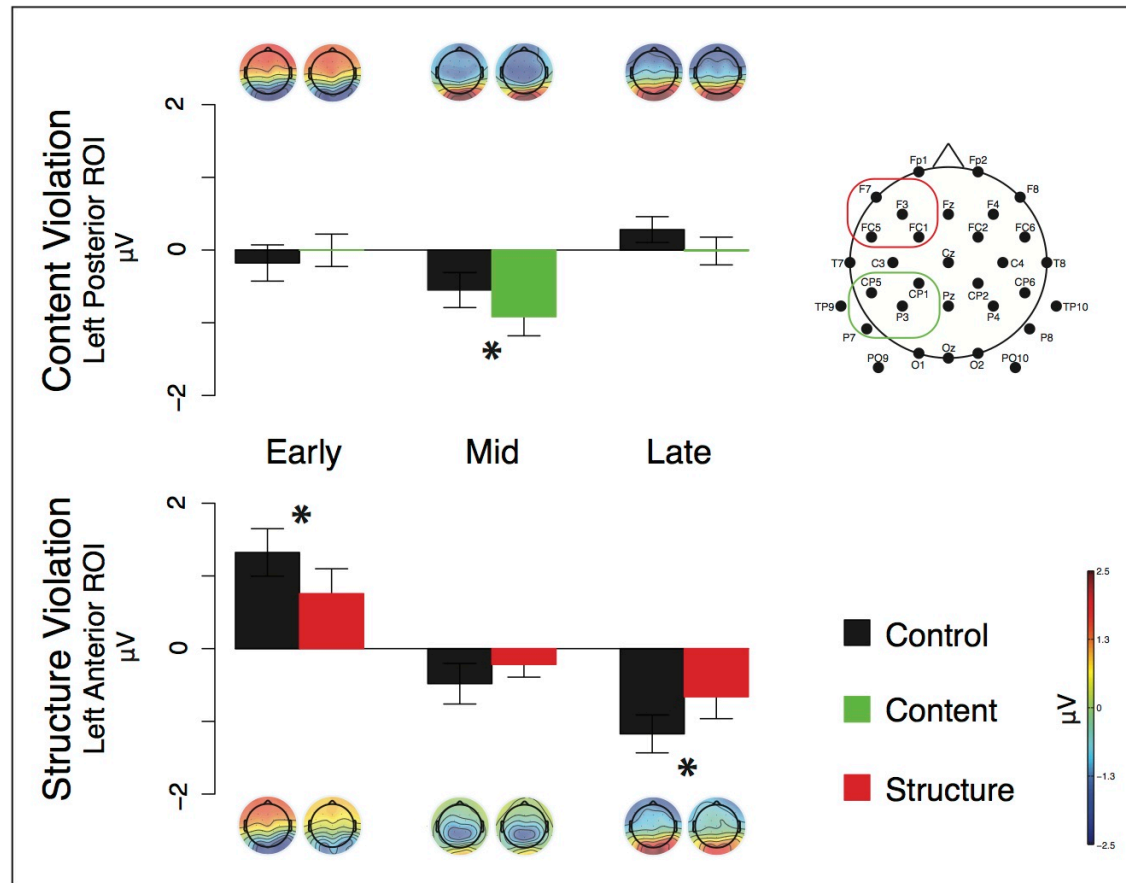 Content Violation
Left Posterior ROI
µV
2
0
−2
*
Early Mid Late
Structure Violation
Left Anterior ROI
µV
2
0
−2
*
*
Fp1 Fp2
F7 F8
F3 Fz F4
FC5 FC1 FC2 FC6
T7 C3 Cz C4 T8
CP5 CP1 CP2 CP6
TP9 P3 Pz P4 TP10
P7 P8
PO9 O1 Oz O2 PO10
Control
Content
Structure
µV
2.5
1.3
0
−1.3
−2.5